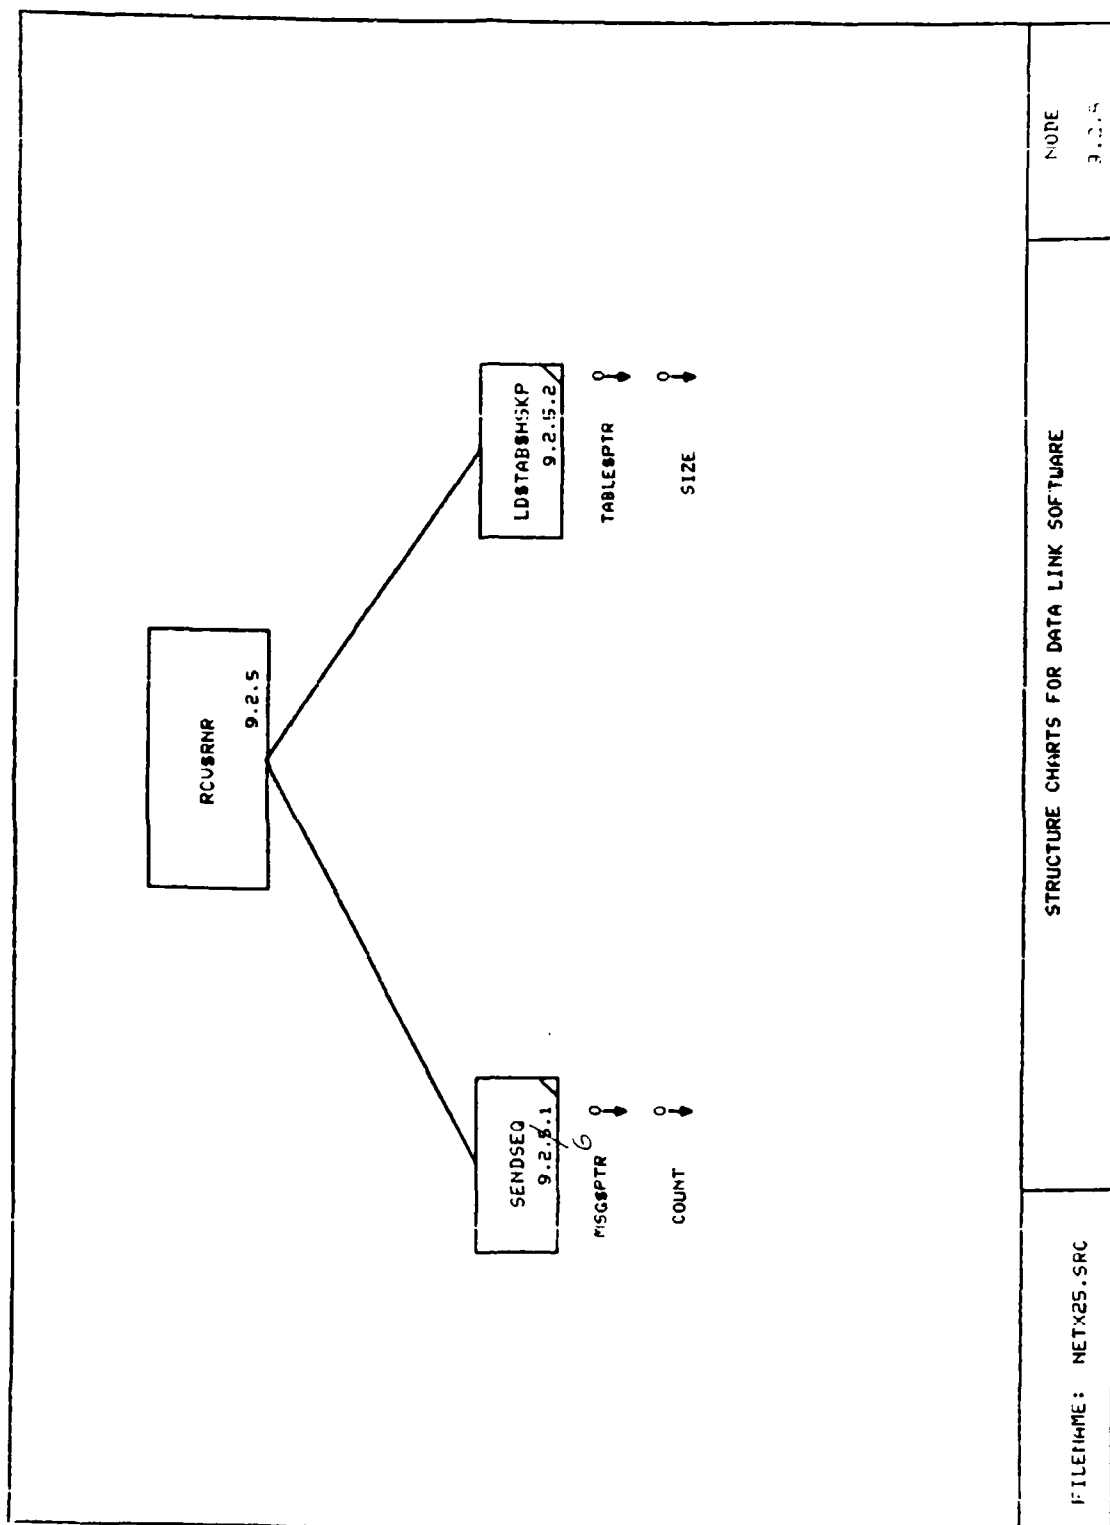 RCV$RNR
9.2.5
SENDSEQ
9.2.5.1
6
MSG$PTR
COUNT
LD$TAB$HSKP
9.2.5.2
TABLE$PTR
SIZE
FILENAME: NETX25.SRC
STRUCTURE CHARTS FOR DATA LINK SOFTWARE
NODE